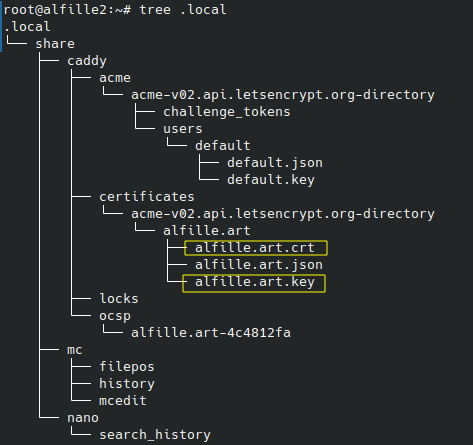 root@alfille2:~# tree .local
.local
└── share
    ├── caddy
    │   ├── acme
    │   │   └── acme-v02.api.letsencrypt.org-directory
    │   │       ├── challenge_tokens
    │   │       └── users
    │   │           └── default
    │   │               ├── default.json
    │   │               └── default.key
    │   ├── certificates
    │   │   └── acme-v02.api.letsencrypt.org-directory
    │   │       └── alfille.art
    │   │           ├── alfille.art.crt
    │   │           ├── alfille.art.json
    │   │           └── alfille.art.key
    │   ├── locks
    │   └── ocsp
    │       └── alfille.art-4c4812fa
    ├── mc
    │   ├── filepos
    │   ├── history
    │   └── mcedit
    └── nano
        └── search_history